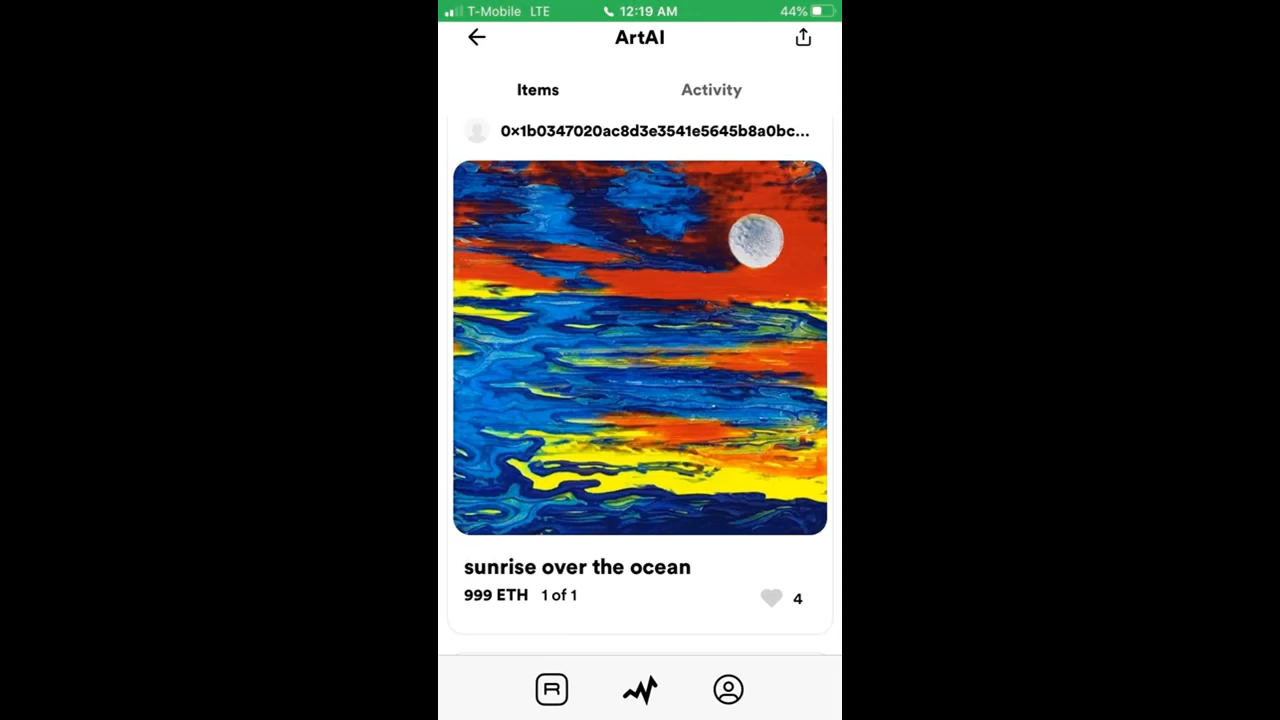 T-Mobile LTE 12:19 AM 44%
ArtAI
Items Activity
0x1b0347020ac8d3e3541e5645b8a0bc...
sunrise over the ocean
999 ETH 1 of 1
4